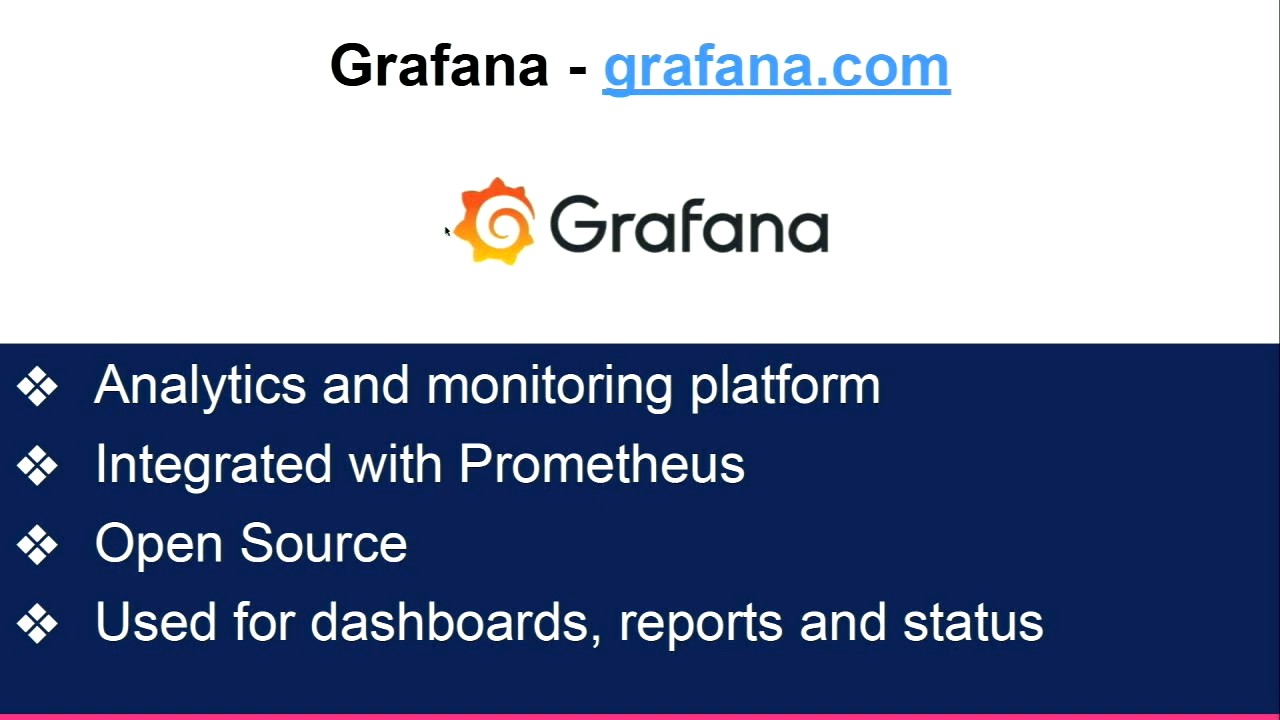 Grafana - grafana.com
Grafana
❖ Analytics and monitoring platform
❖ Integrated with Prometheus
❖ Open Source
❖ Used for dashboards, reports and status